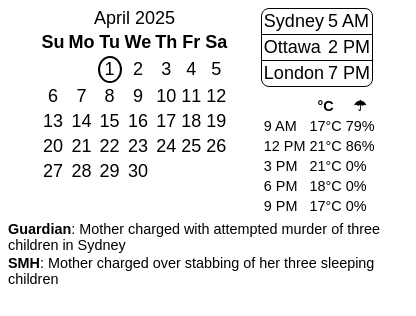 April 2025
Su Mo Tu We Th Fr Sa
1 2 3 4 5
6 7 8 9 10 11 12
13 14 15 16 17 18 19
20 21 22 23 24 25 26
27 28 29 30
Sydney 5 AM
Ottawa 2 PM
London 7 PM
°C ☂
9 AM 17°C 79%
12 PM 21°C 86%
3 PM 21°C 0%
6 PM 18°C 0%
9 PM 17°C 0%
Guardian: Mother charged with attempted murder of three
children in Sydney
SMH: Mother charged over stabbing of her three sleeping
children